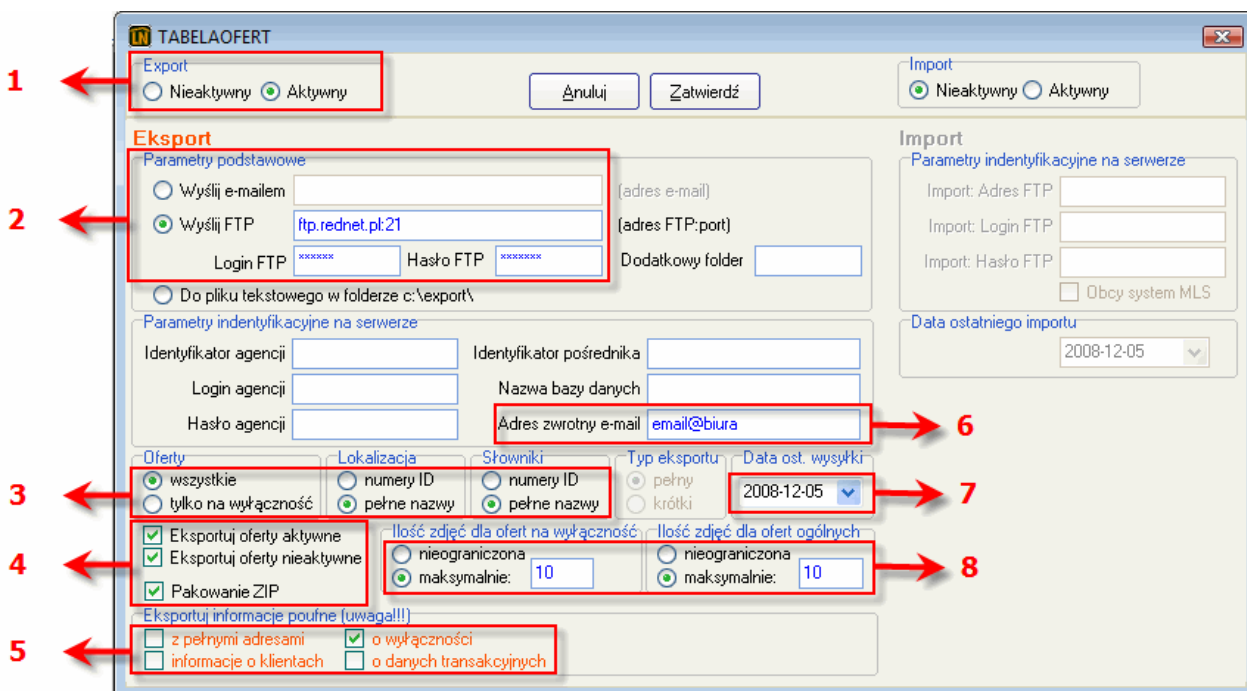 TABELAOFERT
Export
Nieaktywny Aktywny
Anuluj
Zatwierdź
Import
Nieaktywny Aktywny
1
Eksport
Parametry podstawowe
Wyślij e-mailem (adres e-mail)
Wyślij FTP ftp.rednet.pl:21 (adres FTP:port)
Login FTP ****** Hasło FTP ******* Dodatkowy folder
Do pliku tekstowego w folderze c:\export\
2
Import
Parametry indentyfikacyjne na serwerze
Import: Adres FTP
Import: Login FTP
Import: Hasło FTP
Obcy system MLS
Data ostatniego importu
2008-12-05
Parametry indentyfikacyjne na serwerze
Identyfikator agencji Identyfikator pośrednika
Login agencji Nazwa bazy danych
Hasło agencji Adres zwrotny e-mail email@biura
6
Oferty Lokalizacja Słowniki Typ eksportu Data ost. wysyłki
wszystkie numery ID numery ID pełny 2008-12-05
tylko na wyłączność pełne nazwy pełne nazwy krótki
3
7
Eksportuj oferty aktywne
Eksportuj oferty nieaktywne
Pakowanie ZIP
4
Ilość zdjęć dla ofert na wyłączność Ilość zdjęć dla ofert ogólnych
nieograniczona nieograniczona
maksymalnie: 10 maksymalnie: 10
8
Eksportuj informacje poufne (uwaga!!!)
z pełnymi adresami o wyłączności
informacje o klientach o danych transakcyjnych
5